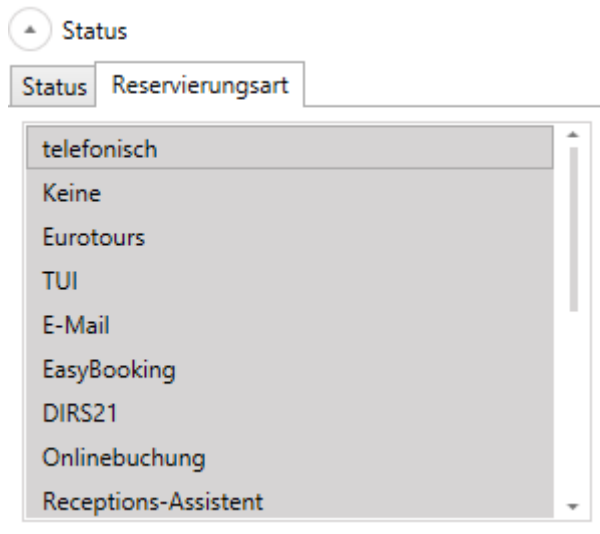 Status
Status
Reservierungsart
telefonisch
Keine
Eurotours
TUI
E-Mail
EasyBooking
DIRS21
Onlinebuchung
Receptions-Assistent